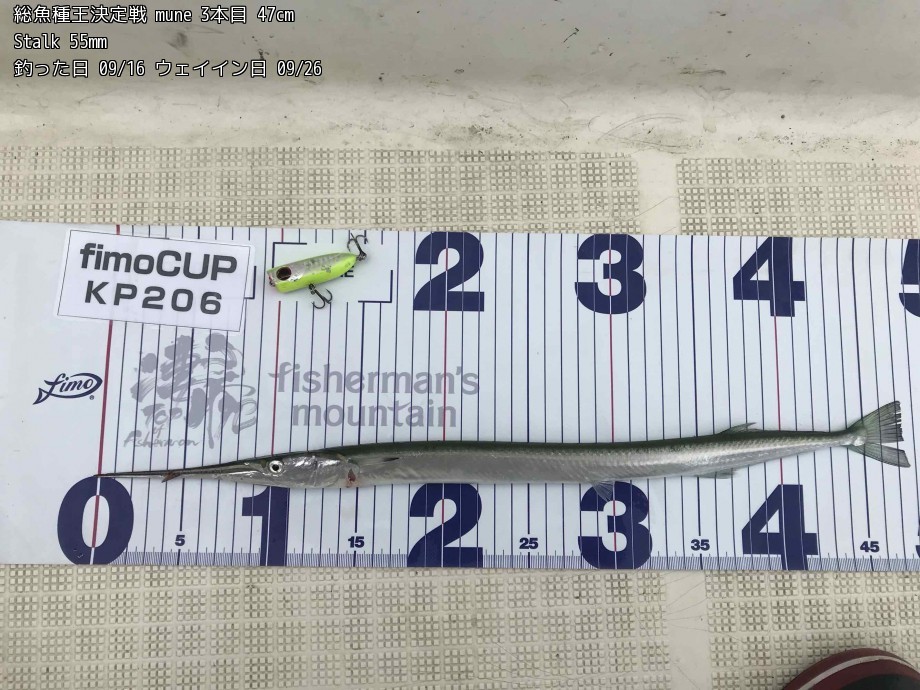 総魚種王決定戦 mune 3本目 47cm
Stalk 55mm
釣った日 09/16 ウェイイン日 09/26
fimoCUP
KP206
2 3 4
fimo
fisherman's
mountain
0 1 2 3 4
5 15 25 35 45